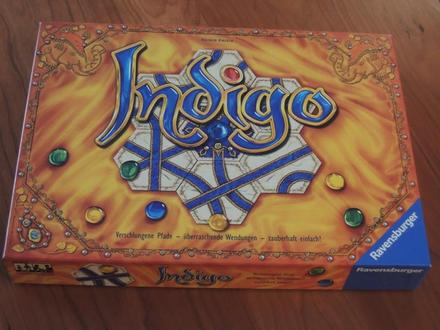 Indigo
Verschlungene Pfade – überraschende Wendungen – zauberhaft einfach!
Ravensburger
Indigo
Ravensburger